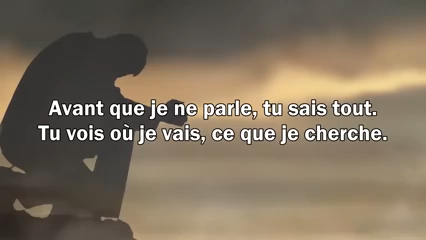 Avant que je ne parle, tu sais tout.
Tu vois où je vais, ce que je cherche.